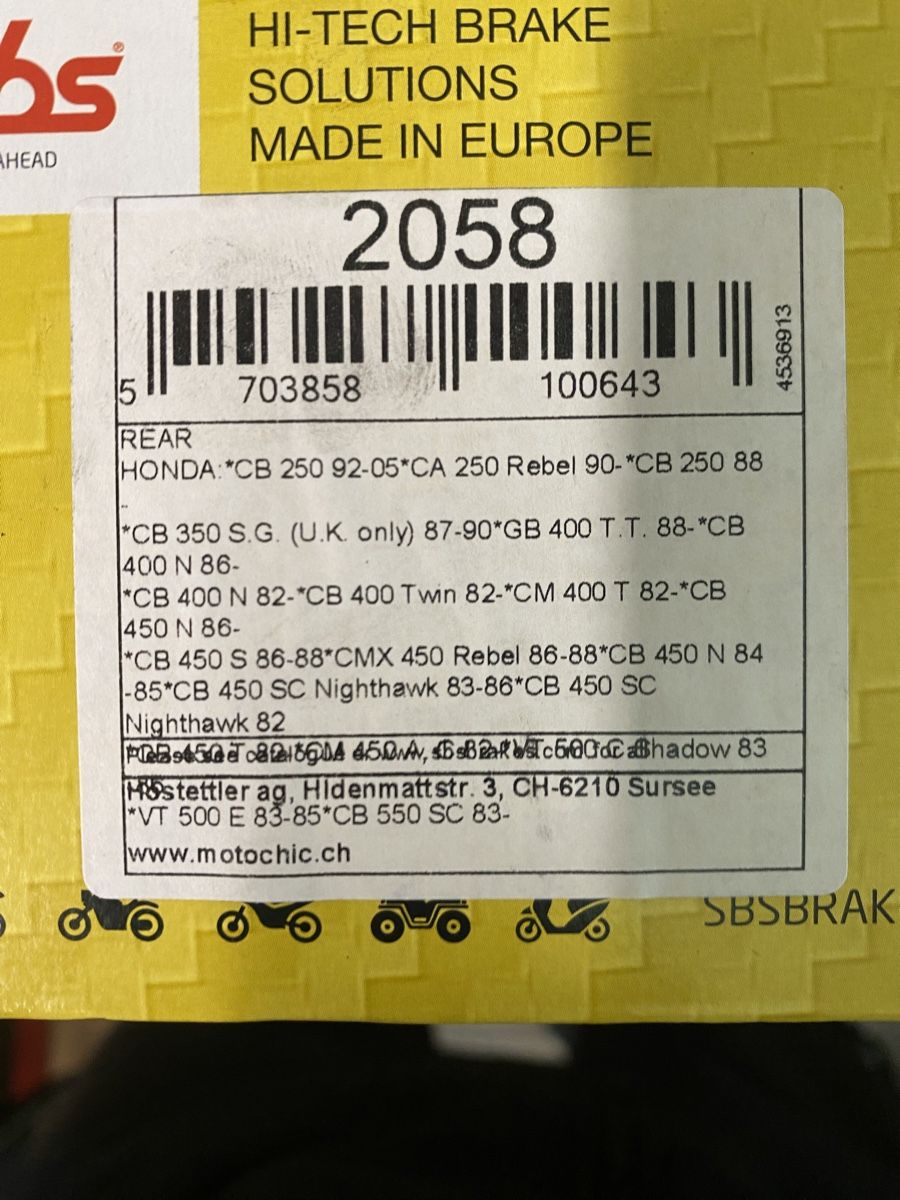 HI-TECH BRAKE
SOLUTIONS
MADE IN EUROPE
bs®
AHEAD
2058
5 703858 100643
4536913
REAR
HONDA:*CB 250 92-05*CA 250 Rebel 90-*CB 250 88
-
*CB 350 S.G. (U.K. only) 87-90*GB 400 T.T. 88-*CB
400 N 86-
*CB 400 N 82-*CB 400 Twin 82-*CM 400 T 82-*CB
450 N 86-
*CB 450 S 86-88*CMX 450 Rebel 86-88*CB 450 N 84
-85*CB 450 SC Nighthawk 83-86*CB 450 SC
Nighthawk 82
Shadow 83
Hostettler ag, Hldenmattstr. 3, CH-6210 Sursee
*VT 500 E 83-85*CB 550 SC 83-
www.motochic.ch
SBSBRAK